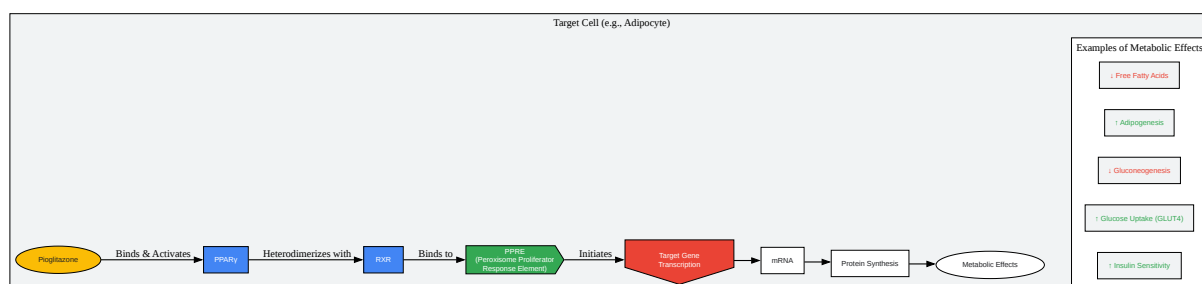 Target Cell (e.g., Adipocyte)
Examples of Metabolic Effects
↓ Free Fatty Acids
↑ Adipogenesis
↓ Gluconeogenesis
↑ Glucose Uptake (GLUT4)
↑ Insulin Sensitivity
Pioglitazone
Binds & Activates
PPARγ
Heterodimerizes with
RXR
Binds to
PPRE
(Peroxisome Proliferator
Response Element)
Initiates
Target Gene
Transcription
mRNA
Protein Synthesis
Metabolic Effects